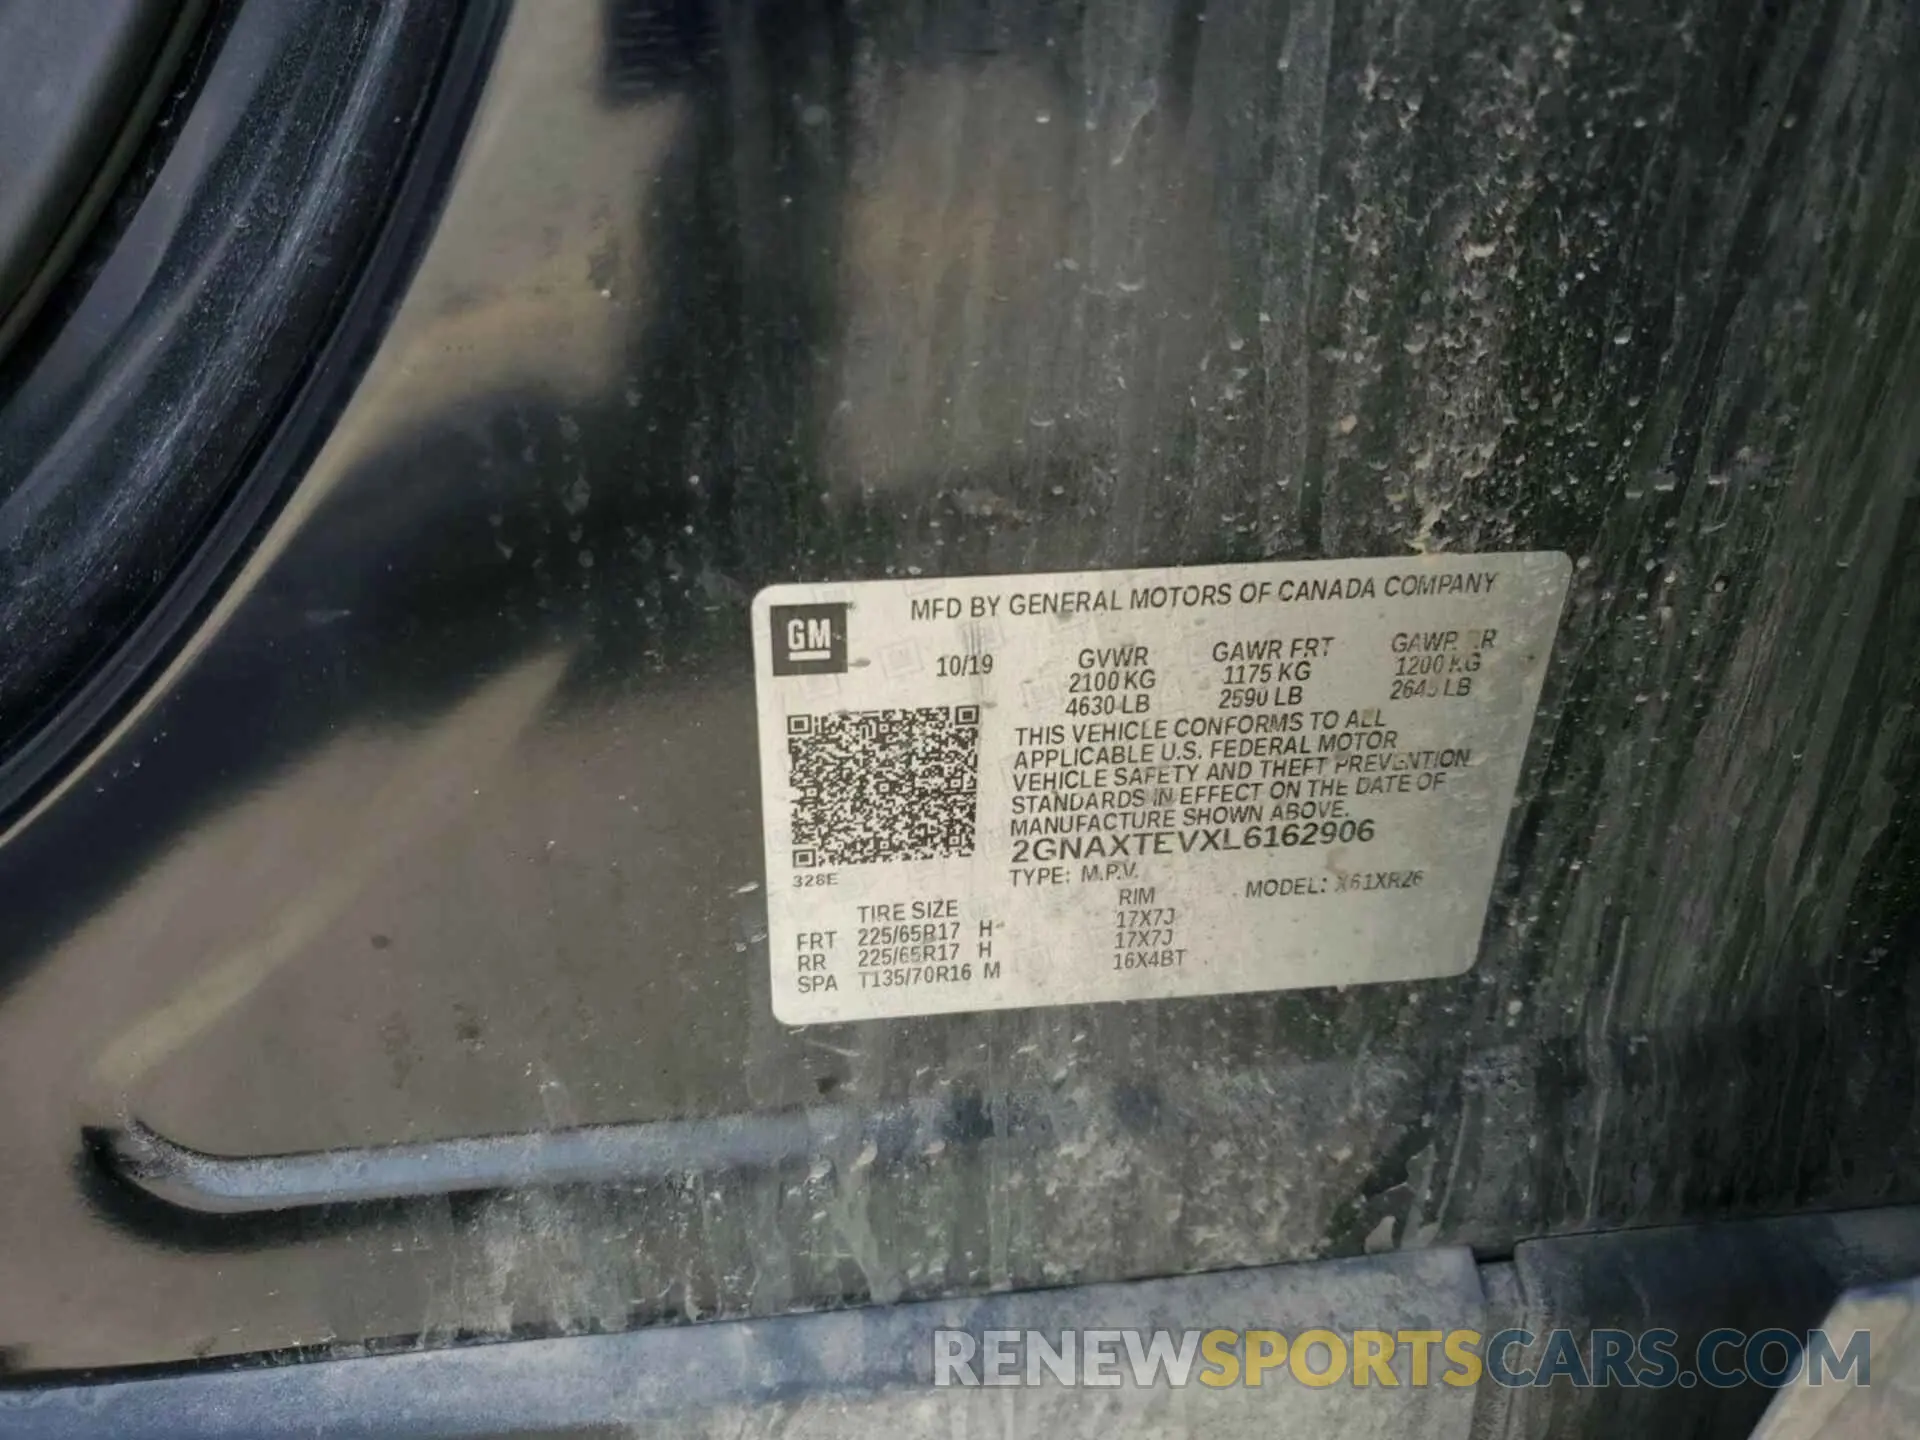 GM
MFD BY GENERAL MOTORS OF CANADA COMPANY
10/19 GVWR GAWR FRT
2100 KG 1175 KG 1200 KG
4630 LB 2590 LB LB
THIS VEHICLE CONFORMS TO ALL
APPLICABLE U.S. FEDERAL MOTOR
VEHICLE SAFETY AND THEFT PREVENTION
STANDARDS IN EFFECT ON THE DATE OF
MANUFACTURE SHOWN ABOVE.
2GNAXTEVXL6162906
328E
TYPE: M.P.V. MODEL: X61XR26
TIRE SIZE RIM
FRT 225/65R17 H 17X7J
RR 225/65R17 H 17X7J
SPA T135/70R16 M 16X4BT
RENEWSPORTSCARS.COM